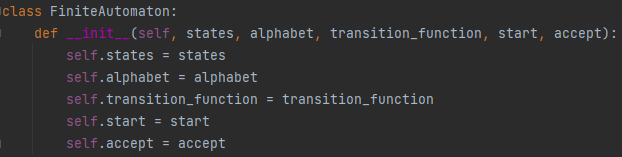 class FiniteAutomaton:
    def __init__(self, states, alphabet, transition_function, start, accept):
        self.states = states
        self.alphabet = alphabet
        self.transition_function = transition_function
        self.start = start
        self.accept = accept